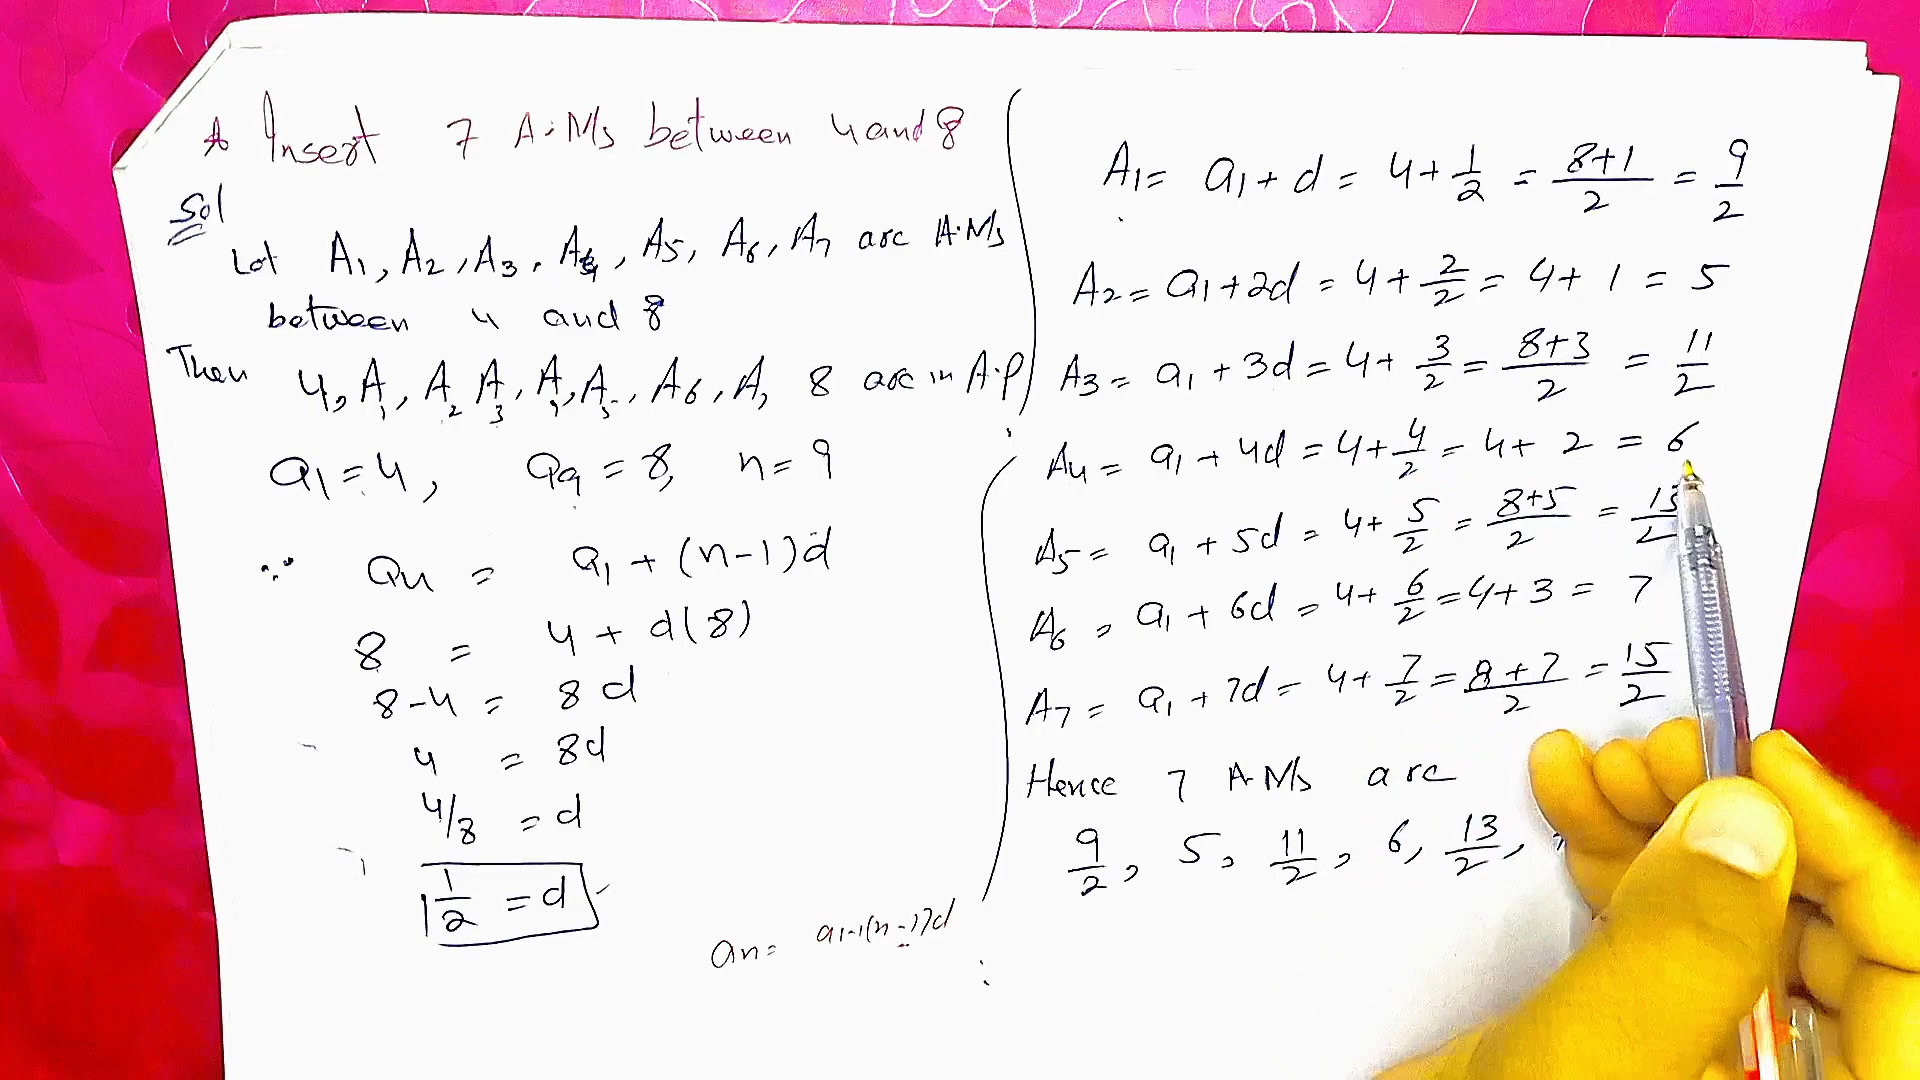 Insert 7 A.Ms between 4 and 8
Sol
Let A1, A2, A3, A4, A5, A6, A7 are A.Ms
between 4 and 8
Then 4, A1, A2 A3, A4, A5, A6, A7 8 are in A.P
a1 = 4, a9 = 8, n = 9
∵ an = a1 + (n-1)d
8 = 4 + d(8)
8-4 = 8d
4 = 8d
4/8 = d
1/2 = d
an = a1+(n-1)d
A1 = a1 + d = 4 + 1/2 = 8+1/2 = 9/2
A2 = a1+2d = 4 + 2/2 = 4 + 1 = 5
A3 = a1 + 3d = 4 + 3/2 = 8+3/2 = 11/2
A4 = a1 + 4d = 4 + 4/2 = 4 + 2 = 6
A5 = a1 + 5d = 4 + 5/2 = 8+5/2 = 13/2
A6 = a1 + 6d = 4 + 6/2 = 4 + 3 = 7
A7 = a1 + 7d = 4 + 7/2 = 8+7/2 = 15/2
Hence 7 A.Ms are
9/2, 5, 11/2, 6, 13/2,